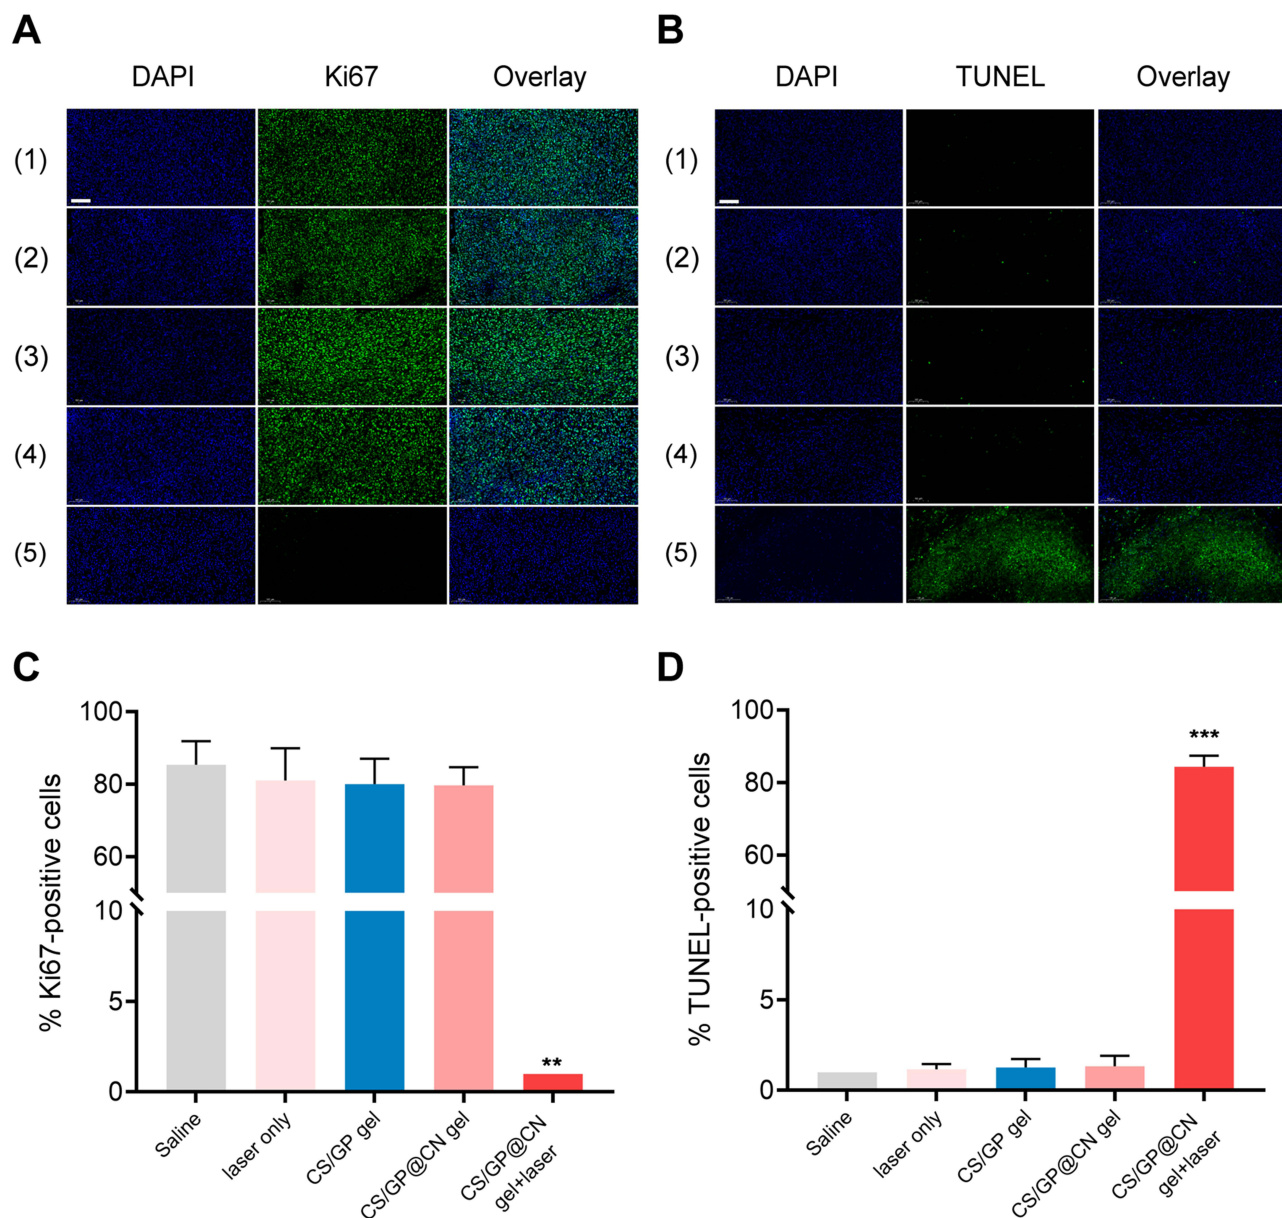 A
B
DAPI Ki67 Overlay
DAPI TUNEL Overlay
(1)
(2)
(3)
(4)
(5)
(1)
(2)
(3)
(4)
(5)
C
D
% Ki67-positive cells
100
80
60
10
5
0
**
Saline
laser only
CS/GP gel
CS/GP@CN gel
CS/GP@CN
gel+laser
% TUNEL-positive cells
100
80
60
10
5
0
***
Saline
laser only
CS/GP gel
CS/GP@CN gel
CS/GP@CN
gel+laser